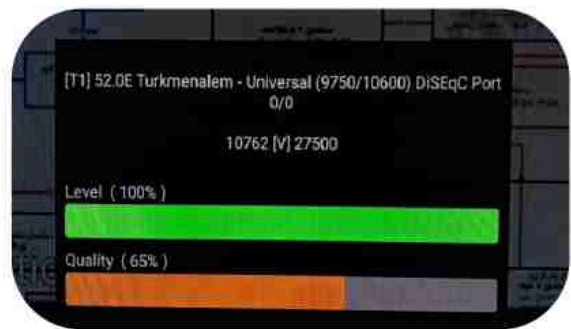 [T1] 52.0E Turkmenalem - Universal (9750/10600) DiSEqC Port
0/0
10762 [V] 27500
Level ( 100% )
Quality ( 65% )